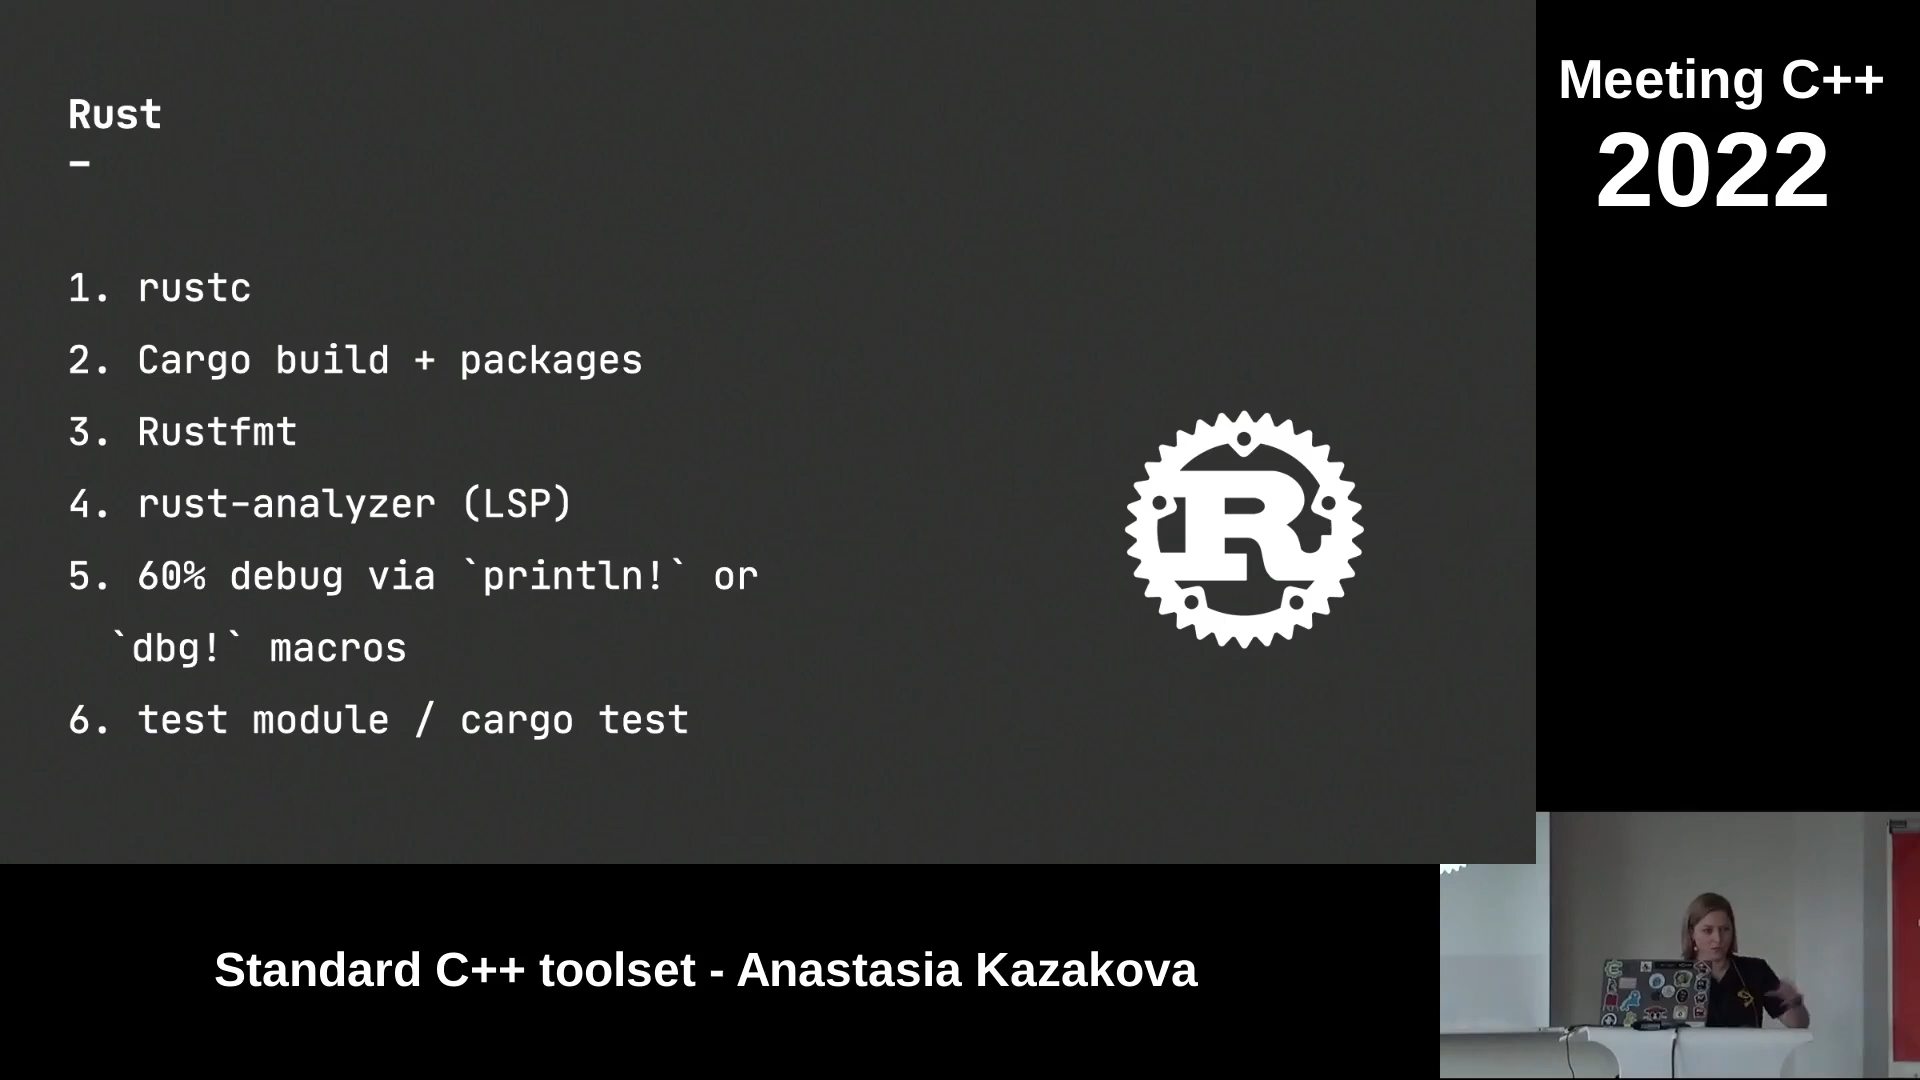 Rust
–
1. rustc
2. Cargo build + packages
3. Rustfmt
4. rust-analyzer (LSP)
5. 60% debug via `println!` or
`dbg!` macros
6. test module / cargo test
R
Meeting C++
2022
Standard C++ toolset - Anastasia Kazakova